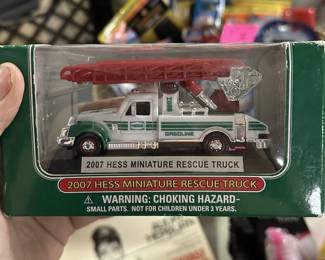 GASOLINE
2007 HESS MINIATURE RESCUE TRUCK
2007 HESS MINIATURE RESCUE TRUCK
⚠ WARNING: CHOKING HAZARD-
SMALL PARTS. NOT FOR CHILDREN UNDER 3 YEARS.